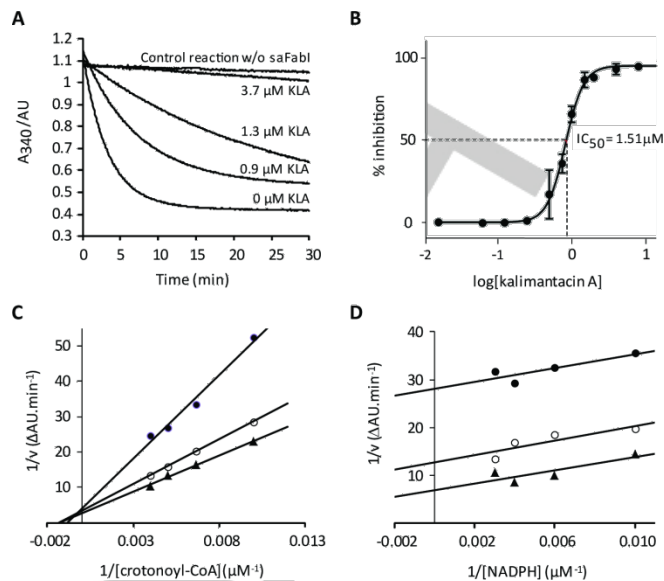 A
1.2
1.1
1
0.9
0.8
0.7
0.6
0.5
0.4
0.3
A340/AU
Control reaction w/o saFabI
3.7 µM KLA
1.3 µM KLA
0.9 µM KLA
0 µM KLA
0 5 10 15 20 25 30
Time (min)
B
100
50
0
% inhibition
IC50 = 1.51µM
-2 -1 0 1
log[kalimantacin A]
C
50
40
30
20
10
1/v (ΔAU.min-1)
-0.002 0.003 0.008 0.013
1/[crotonoyl-CoA](µM-1)
D
40
30
20
10
1/v (ΔAU.min-1)
-0.002 0.002 0.006 0.010
1/[NADPH] (µM-1)